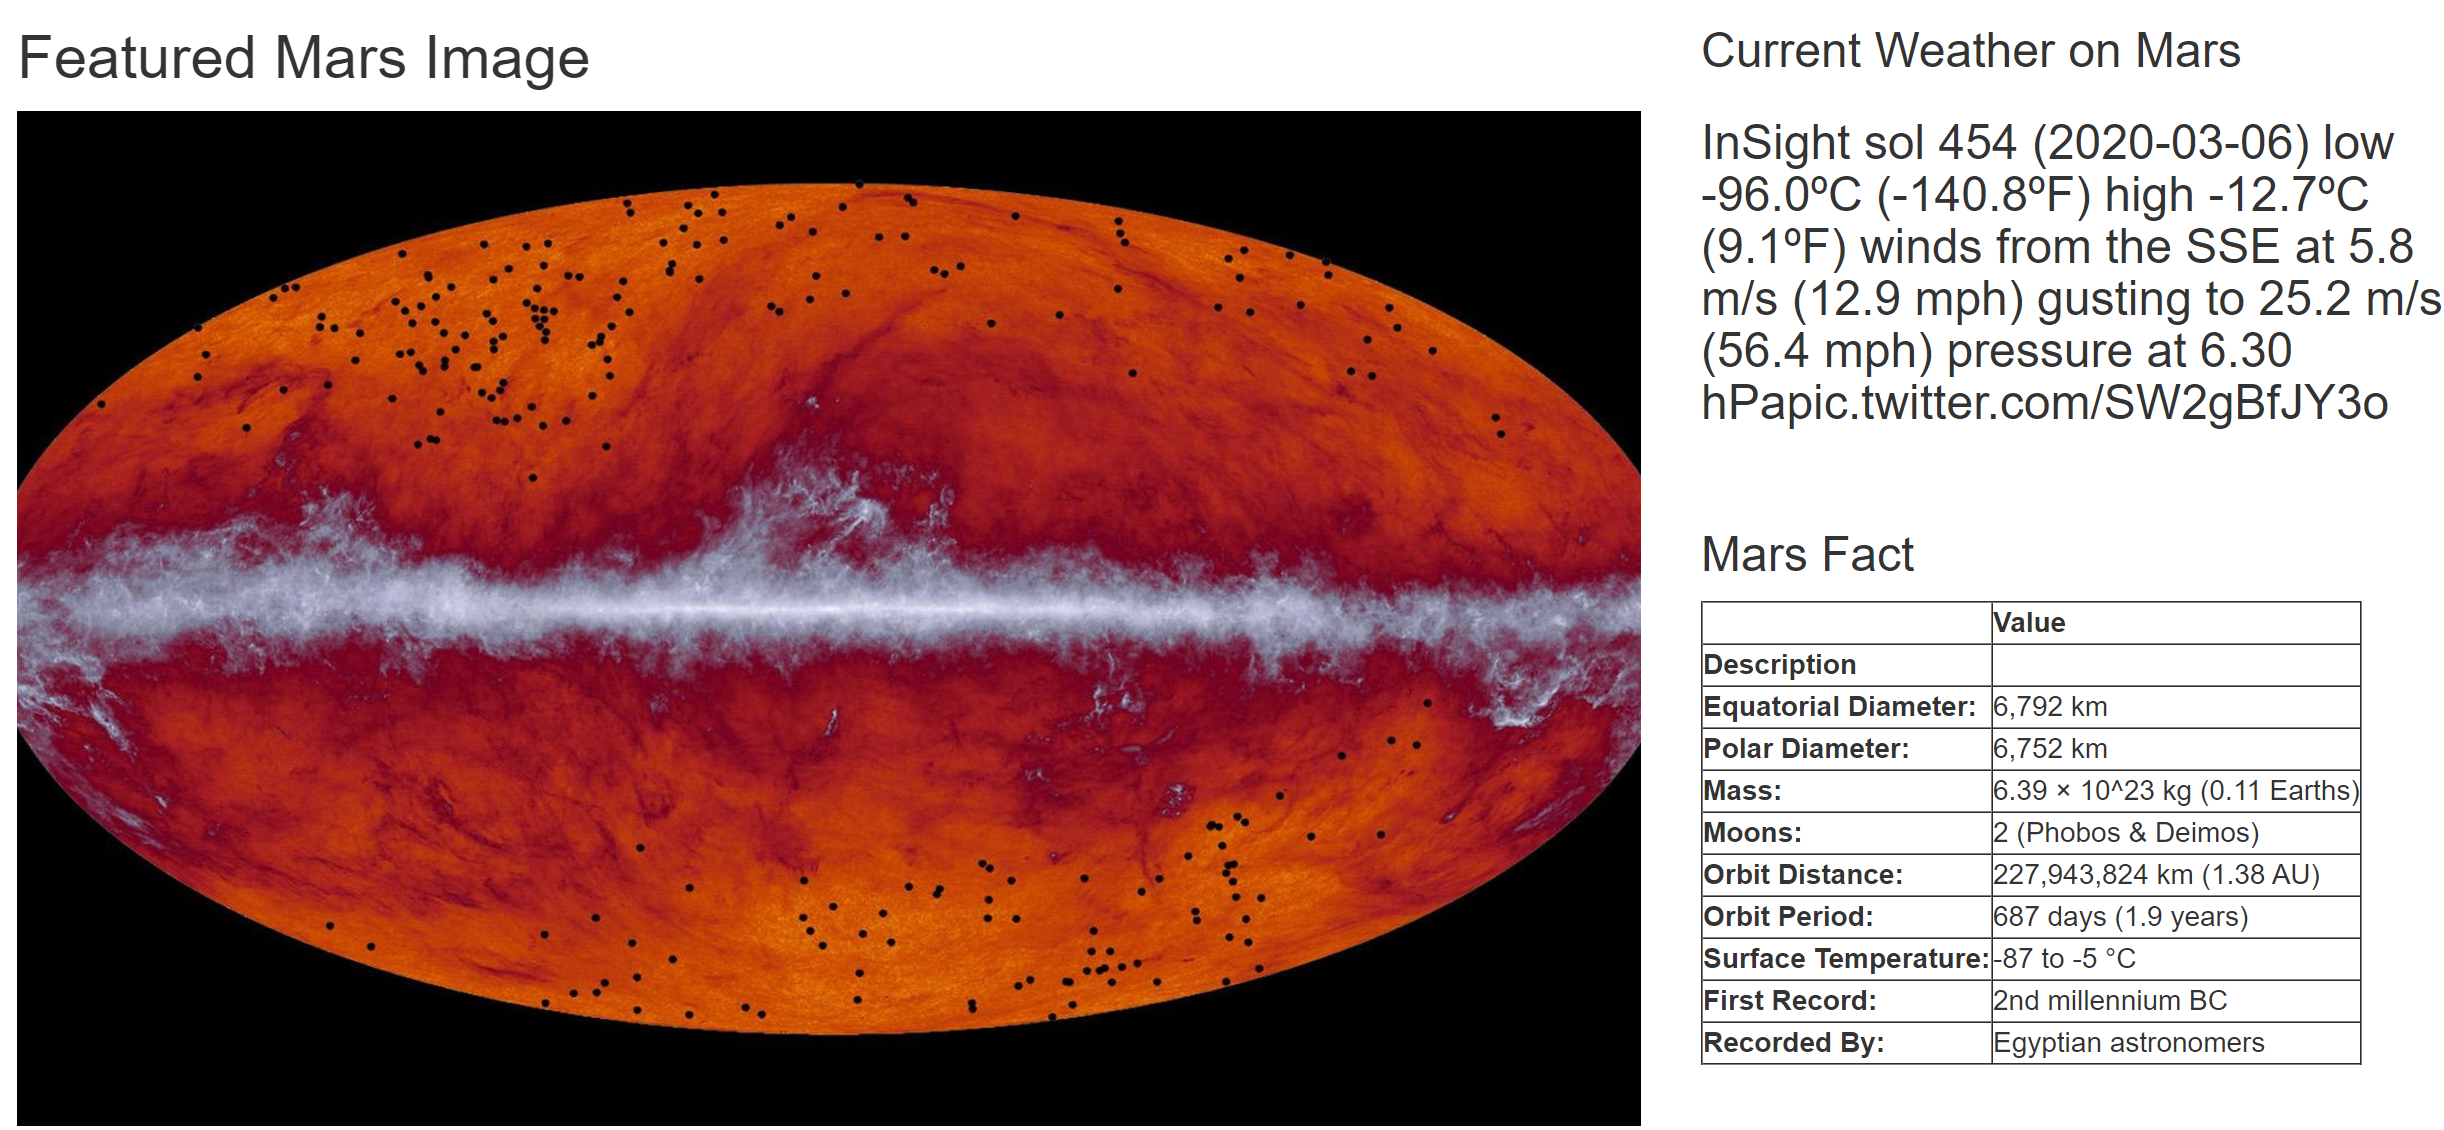 Featured Mars Image
Current Weather on Mars
InSight sol 454 (2020-03-06) low
-96.0ºC (-140.8ºF) high -12.7ºC
(9.1ºF) winds from the SSE at 5.8
m/s (12.9 mph) gusting to 25.2 m/s
(56.4 mph) pressure at 6.30
hPapic.twitter.com/SW2gBfJY3o
Mars Fact
Value
Description
Equatorial Diameter: 6,792 km
Polar Diameter: 6,752 km
Mass: 6.39 × 10^23 kg (0.11 Earths)
Moons: 2 (Phobos & Deimos)
Orbit Distance: 227,943,824 km (1.38 AU)
Orbit Period: 687 days (1.9 years)
Surface Temperature: -87 to -5 °C
First Record: 2nd millennium BC
Recorded By: Egyptian astronomers